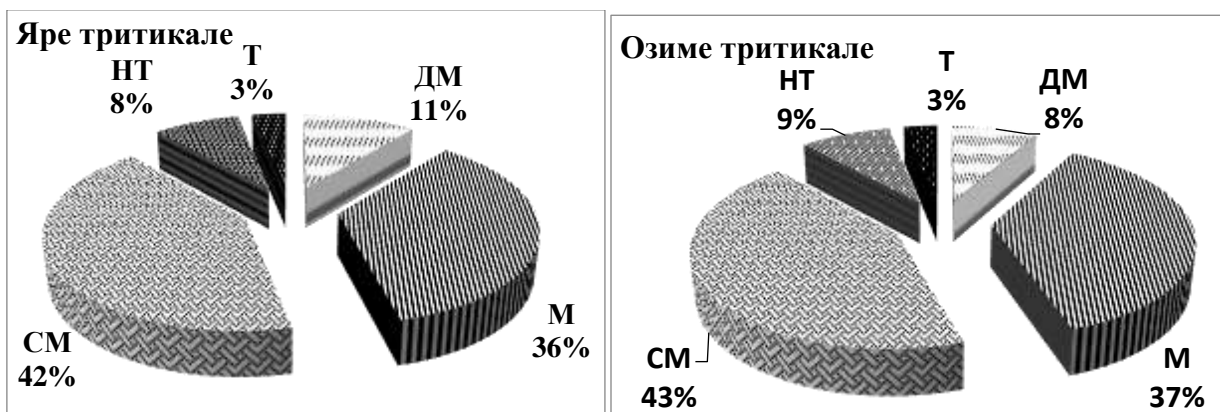 Яре тритикале
НТ
8%
Т
3%
ДМ
11%
СМ
42%
М
36%
Озиме тритикале
НТ
9%
Т
3%
ДМ
8%
СМ
43%
М
37%